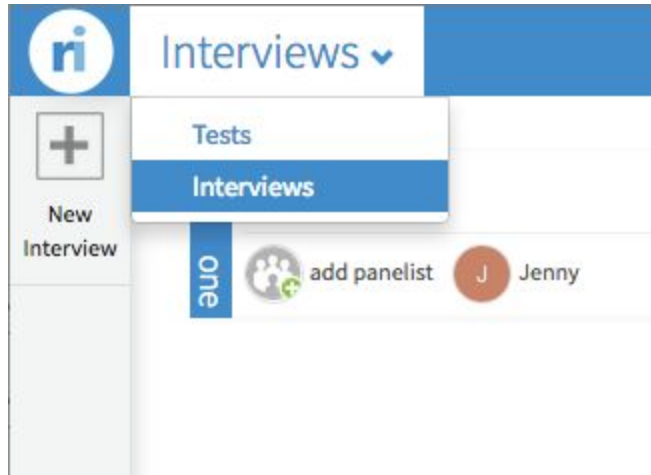 ri
Interviews
Tests
Interviews
New
Interview
one
add panelist
J
Jenny